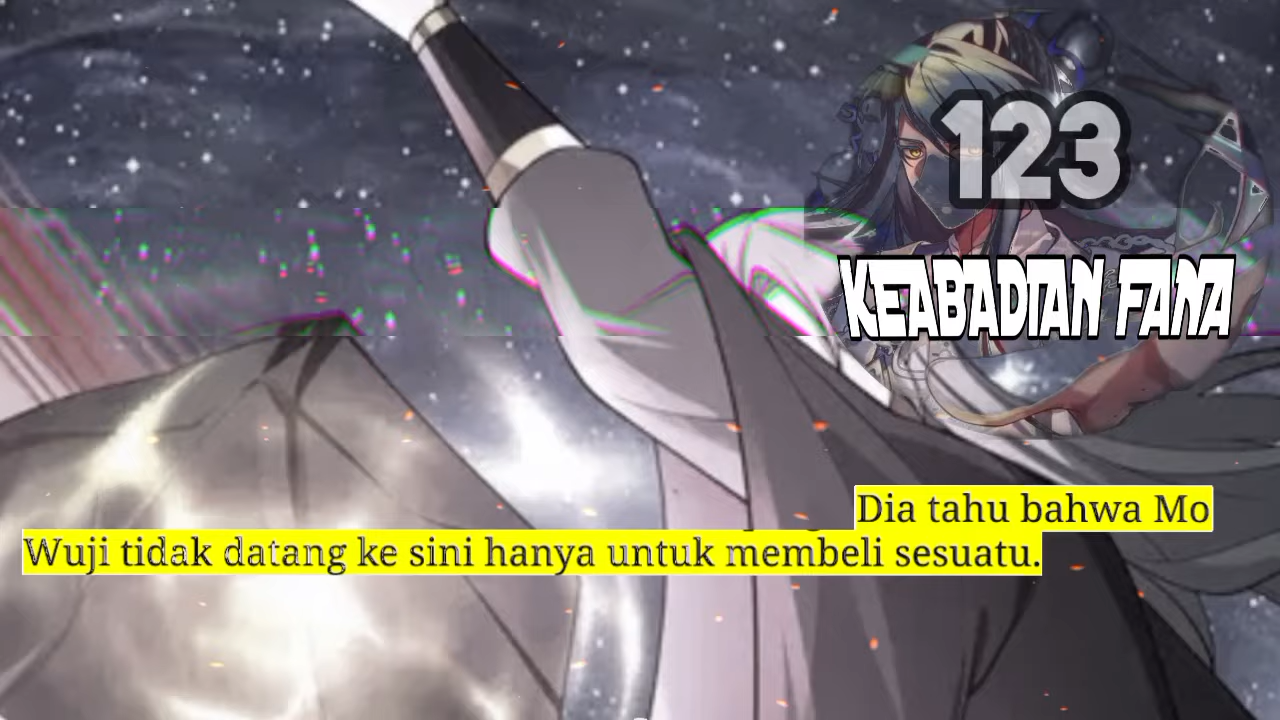 123
KEABADIAN FANA
Dia tahu bahwa Mo
Wuji tidak datang ke sini hanya untuk membeli sesuatu.